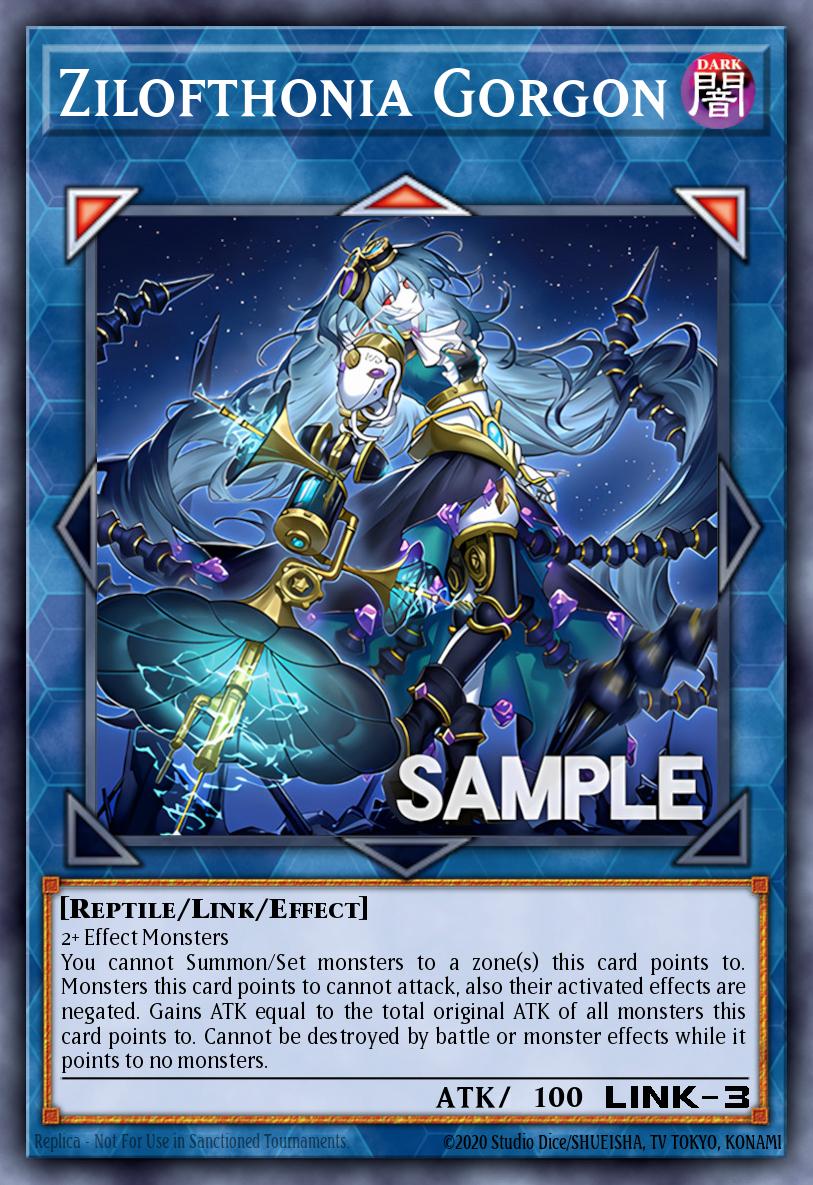 Zilofthonia Gorgon
DARK
闇
SAMPLE
[Reptile/Link/Effect]
2+ Effect Monsters
You cannot Summon/Set monsters to a zone(s) this card points to.
Monsters this card points to cannot attack, also their activated effects are
negated. Gains ATK equal to the total original ATK of all monsters this
card points to. Cannot be destroyed by battle or monster effects while it
points to no monsters.
ATK/ 100 LINK-3
Replica - Not For Use in Sanctioned Tournaments.
©2020 Studio Dice/SHUEISHA, TV TOKYO, KONAMI